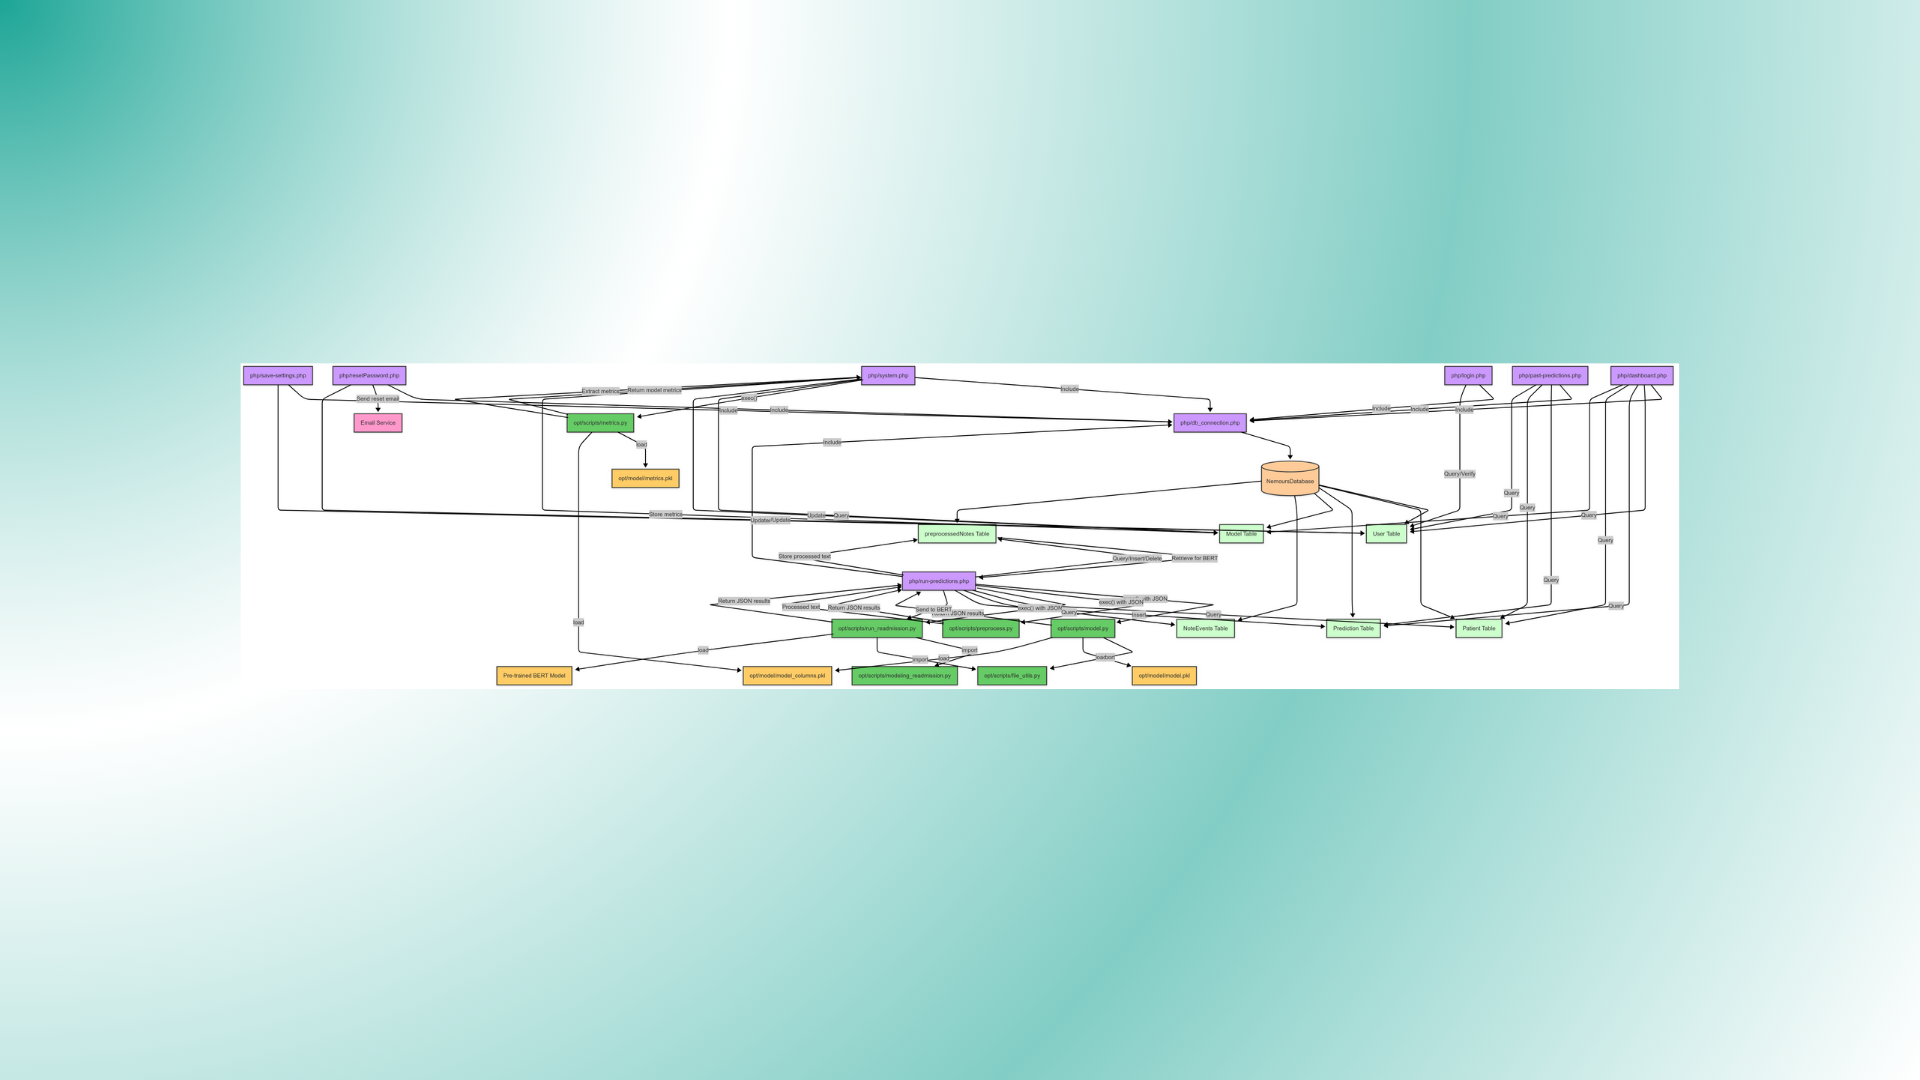 php/save-settings.php
php/resetPassword.php
php/system.php
php/login.php
php/past-predictions.php
php/dashboard.php
Extract metrics
Return model metrics
Include
Send reset email
exec()
Include
Include
Include
Include
Include
Email Service
opt/scripts/metrics.py
php/db_connection.php
load
Include
Query/Verify
opt/model/metrics.pkl
NemoursDatabase
Query
Query
Store metrics
Update/Update
Update
Query
Query
Query
preprocessedNotes Table
Model Table
User Table
Query
Store processed text
Query/Insert/Delete
Retrieve for BERT
php/run-predictions.php
Query
Return JSON results
Processed text
Return JSON results
Send to BERT
JSON results
exec() with JSON
Query
exec() with JSON
with JSON
Insert
Query
Query
load
opt/scripts/run_readmission.py
opt/scripts/preprocess.py
opt/scripts/model.py
NoteEvents Table
Prediction Table
Patient Table
load
import
import
load
Pre-trained BERT Model
opt/model/model_columns.pkl
opt/scripts/modeling_readmission.py
opt/scripts/file_utils.py
opt/model/model.pkl